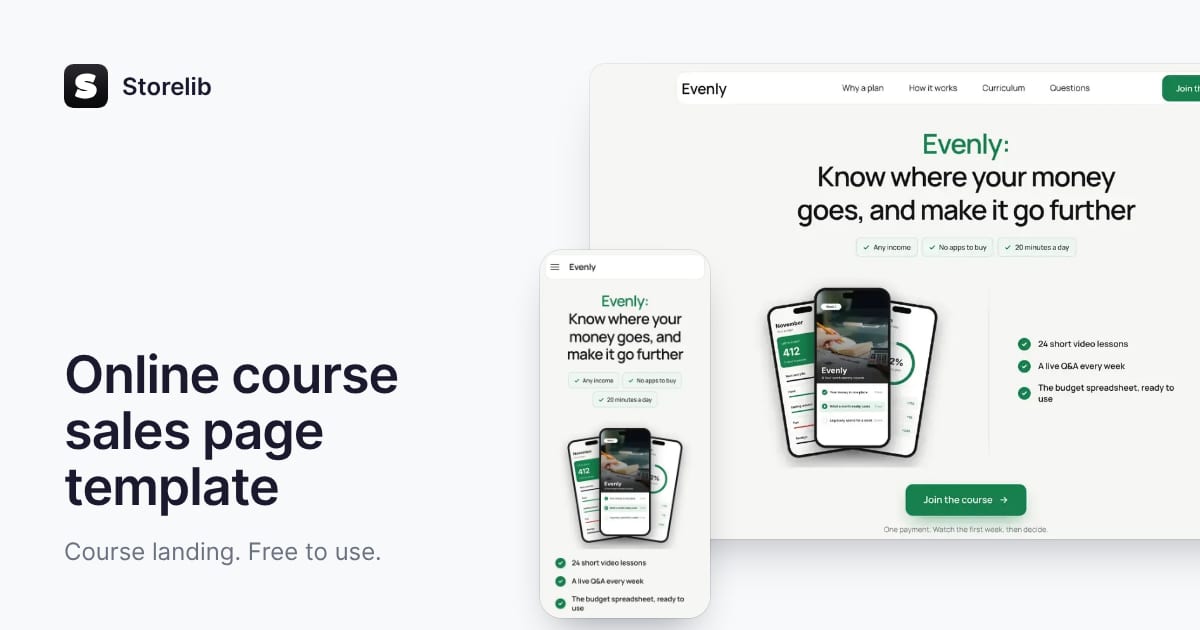 Storelib
Online course
sales page
template
Course landing. Free to use.
Evenly
Why a plan
How it works
Curriculum
Questions
Evenly:
Know where your money
goes, and make it go further
Any income
No apps to buy
20 minutes a day
November
412
Evenly
24 short video lessons
A live Q&A every week
The budget spreadsheet, ready to
use
Join the course
One payment. Watch the first week, then decide.
Evenly
Evenly:
Know where your
money goes, and
make it go further
Any income
No apps to buy
20 minutes a day
November
412
Evenly
24 short video lessons
A live Q&A every week
The budget spreadsheet, ready to
use